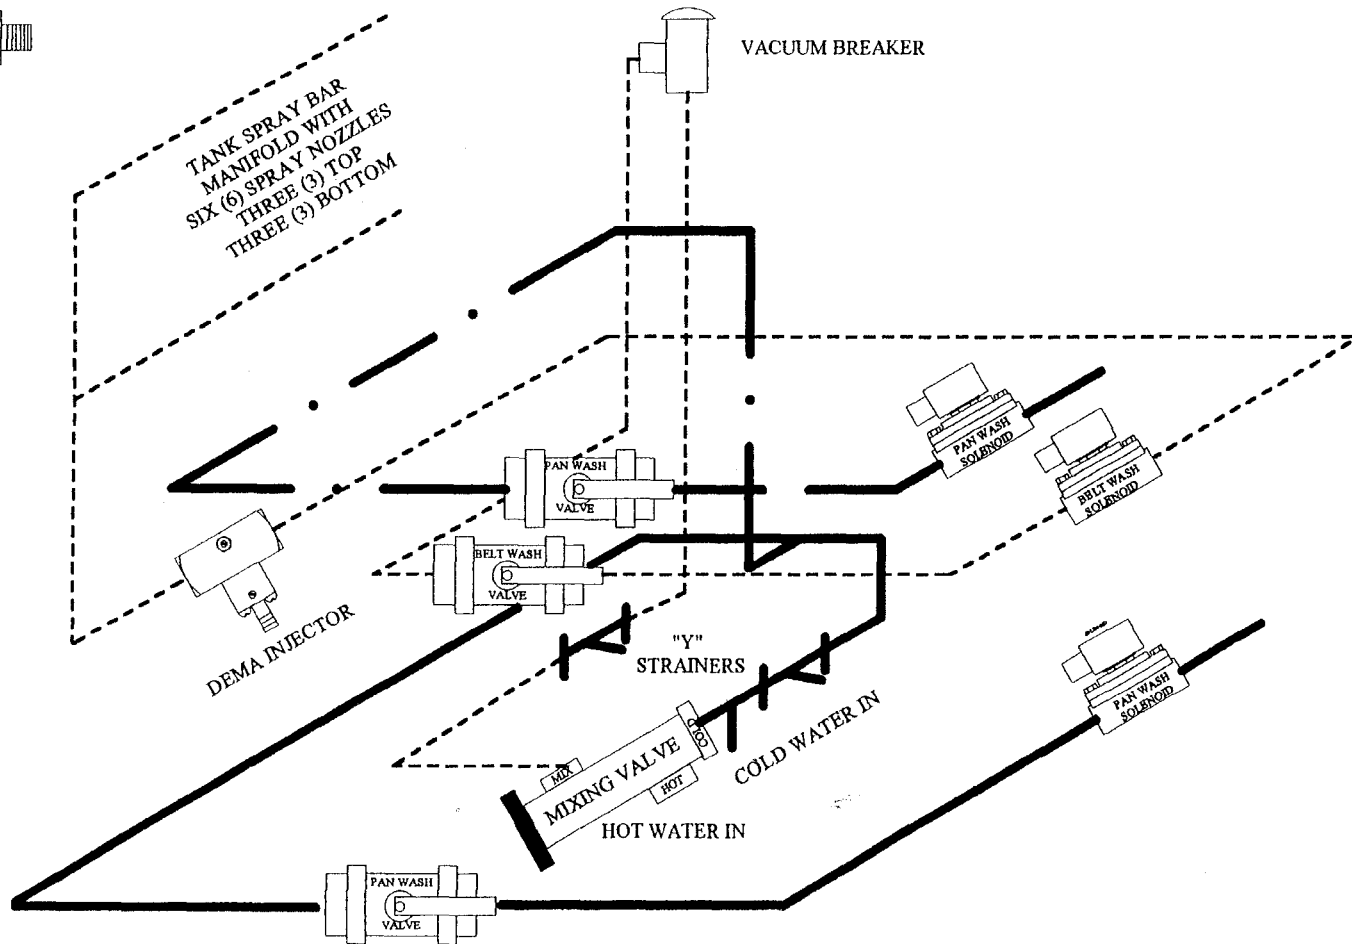 VACUUM BREAKER
TANK SPRAY BAR
MANIFOLD WITH
SIX (6) SPRAY NOZZLES
THREE (3) TOP
THREE (3) BOTTOM
PAN WASH
SOLENOID
BELT WASH
SOLENOID
PAN WASH
VALVE
BELT WASH
VALVE
DEMA INJECTOR
"Y"
STRAINERS
PAN WASH
SOLENOID
COLD
COLD WATER IN
MIXING VALVE
MIX
HOT
HOT WATER IN
PAN WASH
VALVE